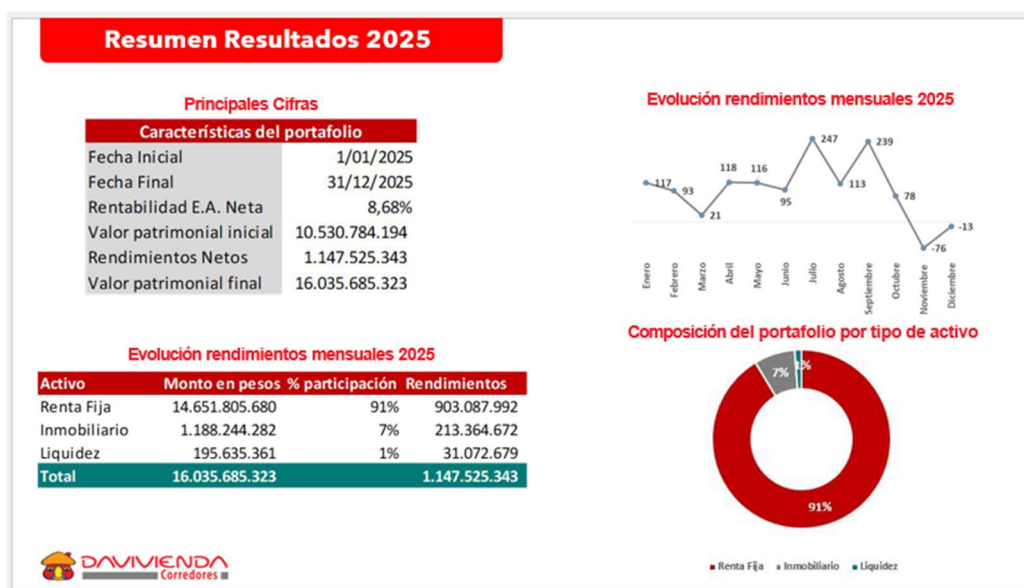 Resumen Resultados 2025
Principales Cifras
Características del portafolio
Fecha Inicial 1/01/2025
Fecha Final 31/12/2025
Rentabilidad E.A. Neta 8,68%
Valor patrimonial inicial 10.530.784.194
Rendimientos Netos 1.147.525.343
Valor patrimonial final 16.035.685.323
Evolución rendimientos mensuales 2025
Activo Monto en pesos % participación Rendimientos
Renta Fija 14.651.805.680 91% 903.087.992
Inmobiliario 1.188.244.282 7% 213.364.672
Liquidez 195.635.361 1% 31.072.679
Total 16.035.685.323 1.147.525.343
DAVIVIENDA
Corredores
Evolución rendimientos mensuales 2025
117 93 21 118 116 95 247 113 239 78 -76 -13
Enero Febrero Marzo Abril Mayo Junio Julio Agosto Septiembre Octubre Noviembre Diciembre
Composición del portafolio por tipo de activo
7% 1%
91%
Renta Fija Inmobiliario Liquidez